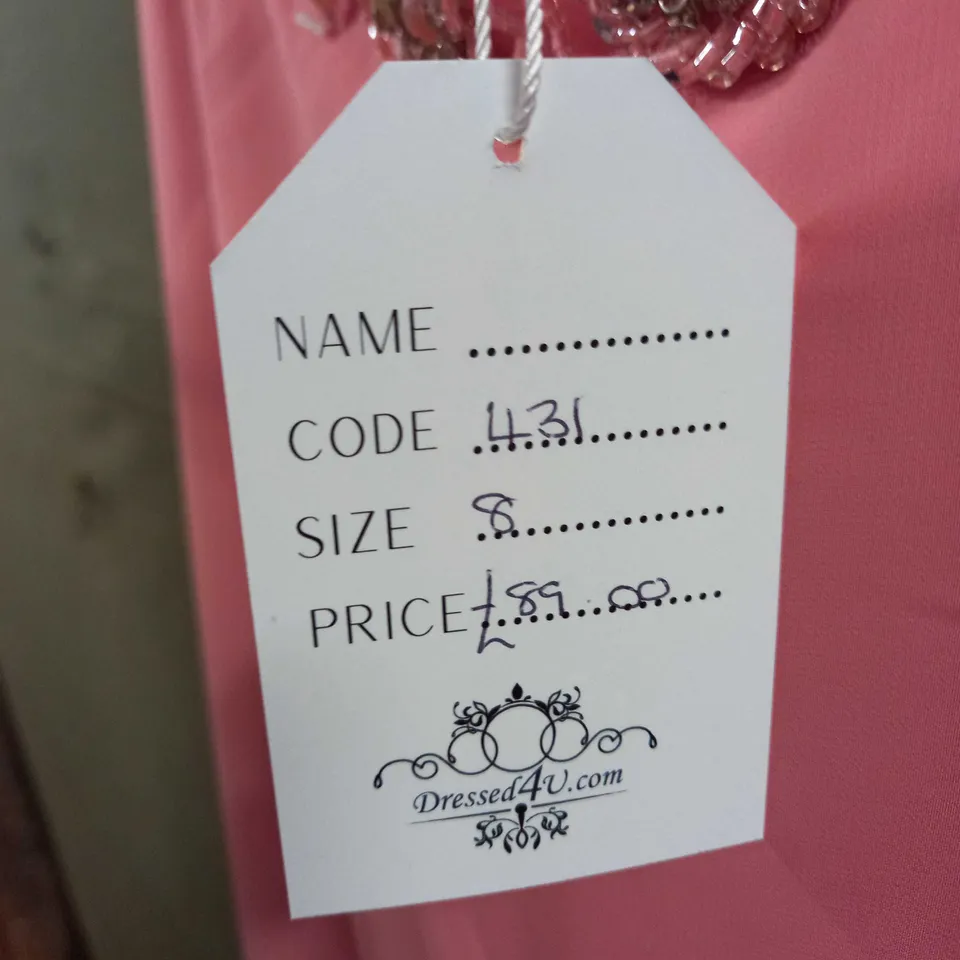 NAME ................
CODE 431
SIZE 8
PRICE £89.00
Dressed4U.com